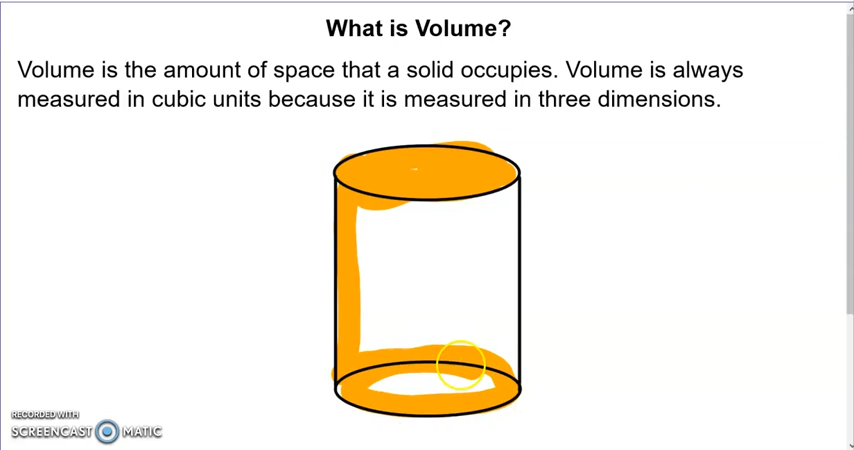 What is Volume?
Volume is the amount of space that a solid occupies. Volume is always
measured in cubic units because it is measured in three dimensions.
RECORDED WITH
SCREENCAST MATIC